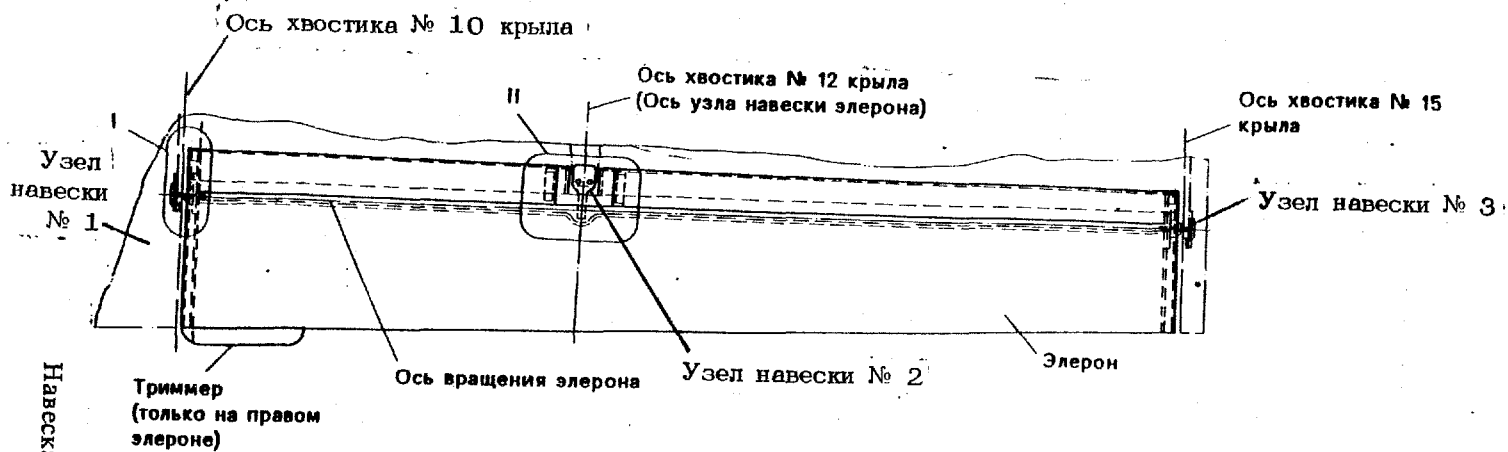 Ось хвостика № 10 крыла
Ось хвостика № 12 крыла
(Ось узла навески элерона)
Ось хвостика № 15
крыла
I
II
Узел
навески
№ 1
Узел навески № 3
Триммер
(только на правом
элероне)
Ось вращения элерона
Узел навески № 2
Элерон
Навеска